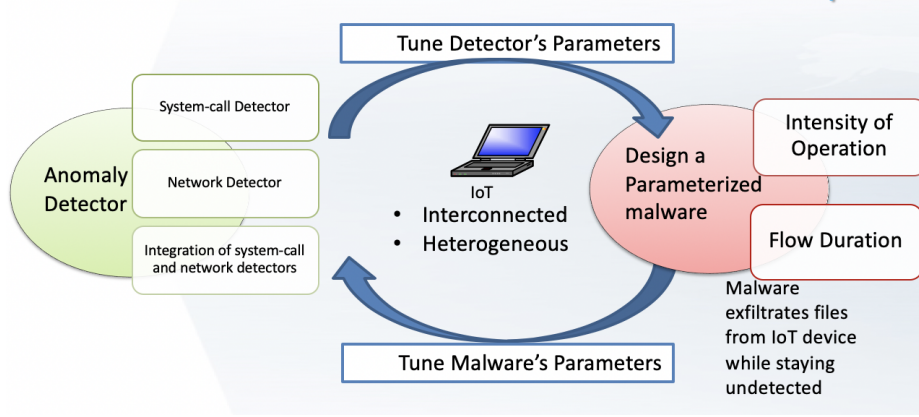 Tune Detector's Parameters
System-call Detector
Anomaly
Detector
Network Detector
Integration of system-call
and network detectors
IoT
• Interconnected
• Heterogeneous
Design a
Parameterized
malware
Intensity of
Operation
Flow Duration
Malware
exfiltrates files
from IoT device
while staying
undetected
Tune Malware's Parameters